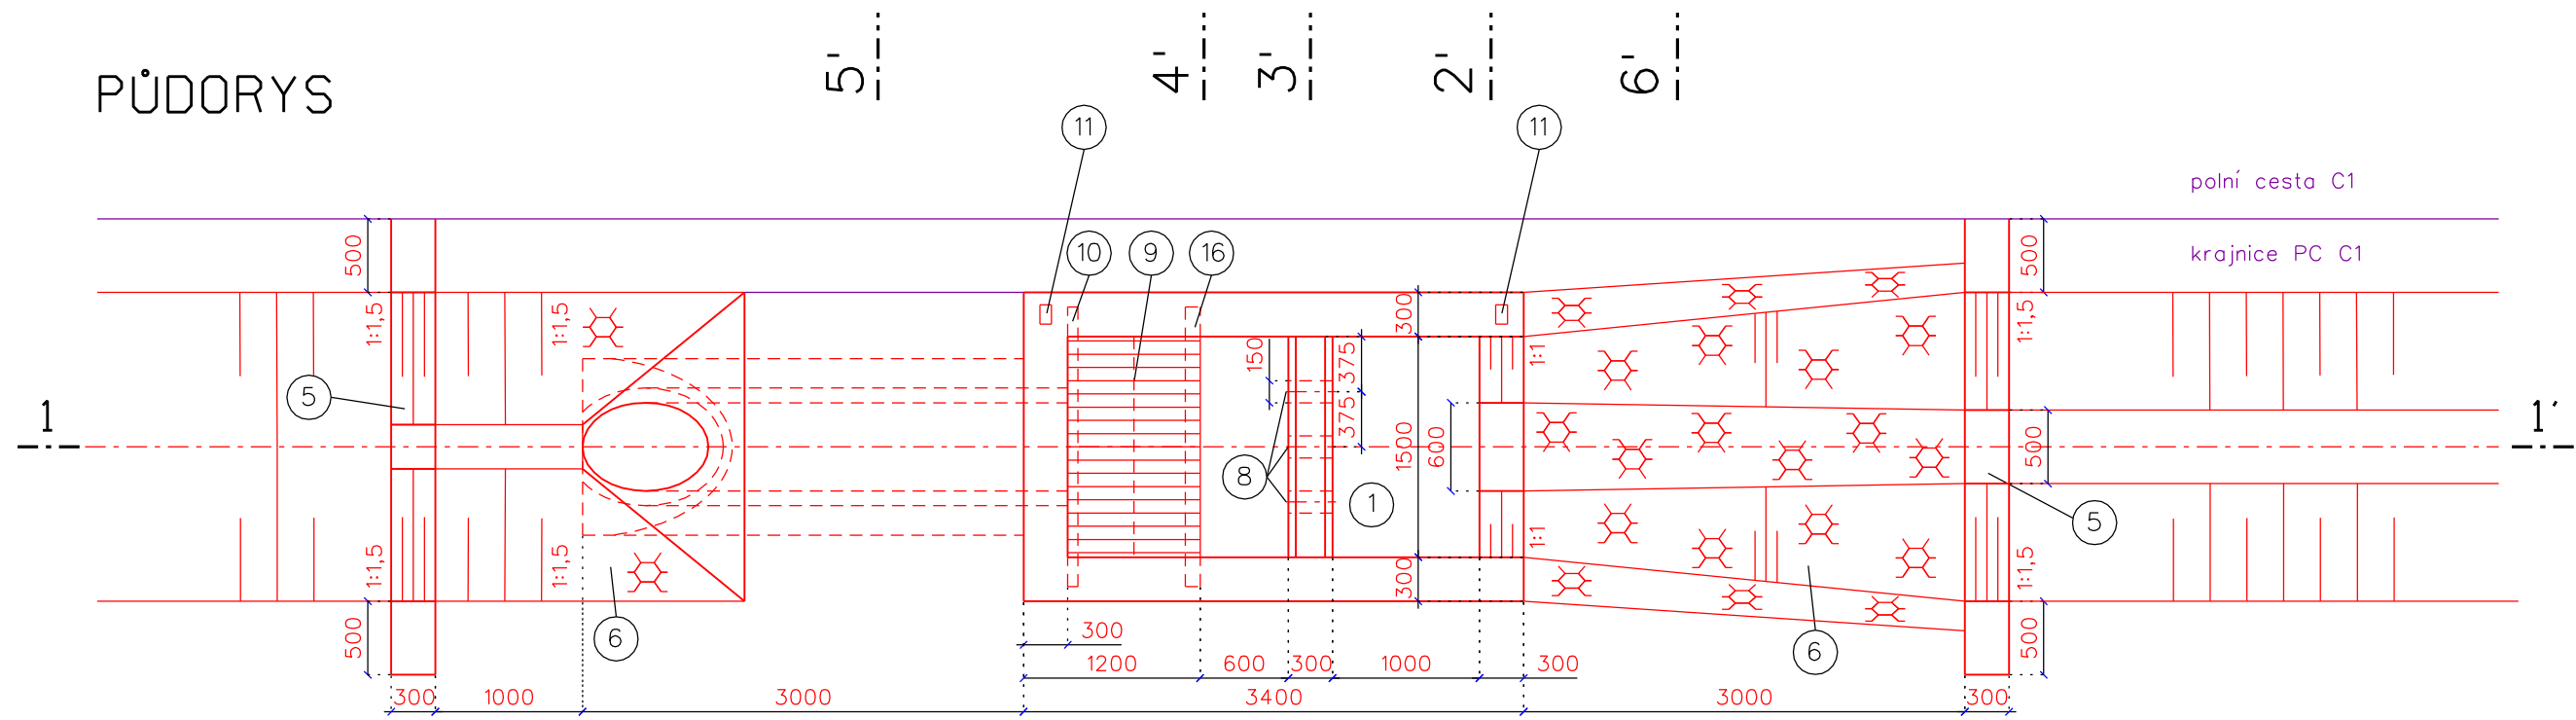 5' 4' 3' 2' 6'
PŮDORYS
11 11
polní cesta C1
10 9 16
500 500 krajnice PC C1
300
1:1,5 1:1,5 150 375 1:1 1:1,5
5
1 1'
375 1500 600 500
8 1 5
1:1,5 1:1,5 300 1:1 1:1,5
500 6 300 6 500
1200 600 300 1000 300
300 1000 3000 3400 3000 300